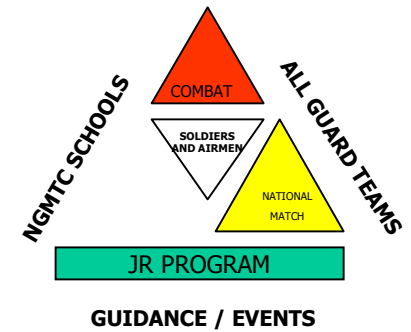 COMBAT
NGMTC SCHOOLS
ALL GUARD TEAMS
SOLDIERS
AND AIRMEN
NATIONAL
MATCH
JR PROGRAM
GUIDANCE / EVENTS